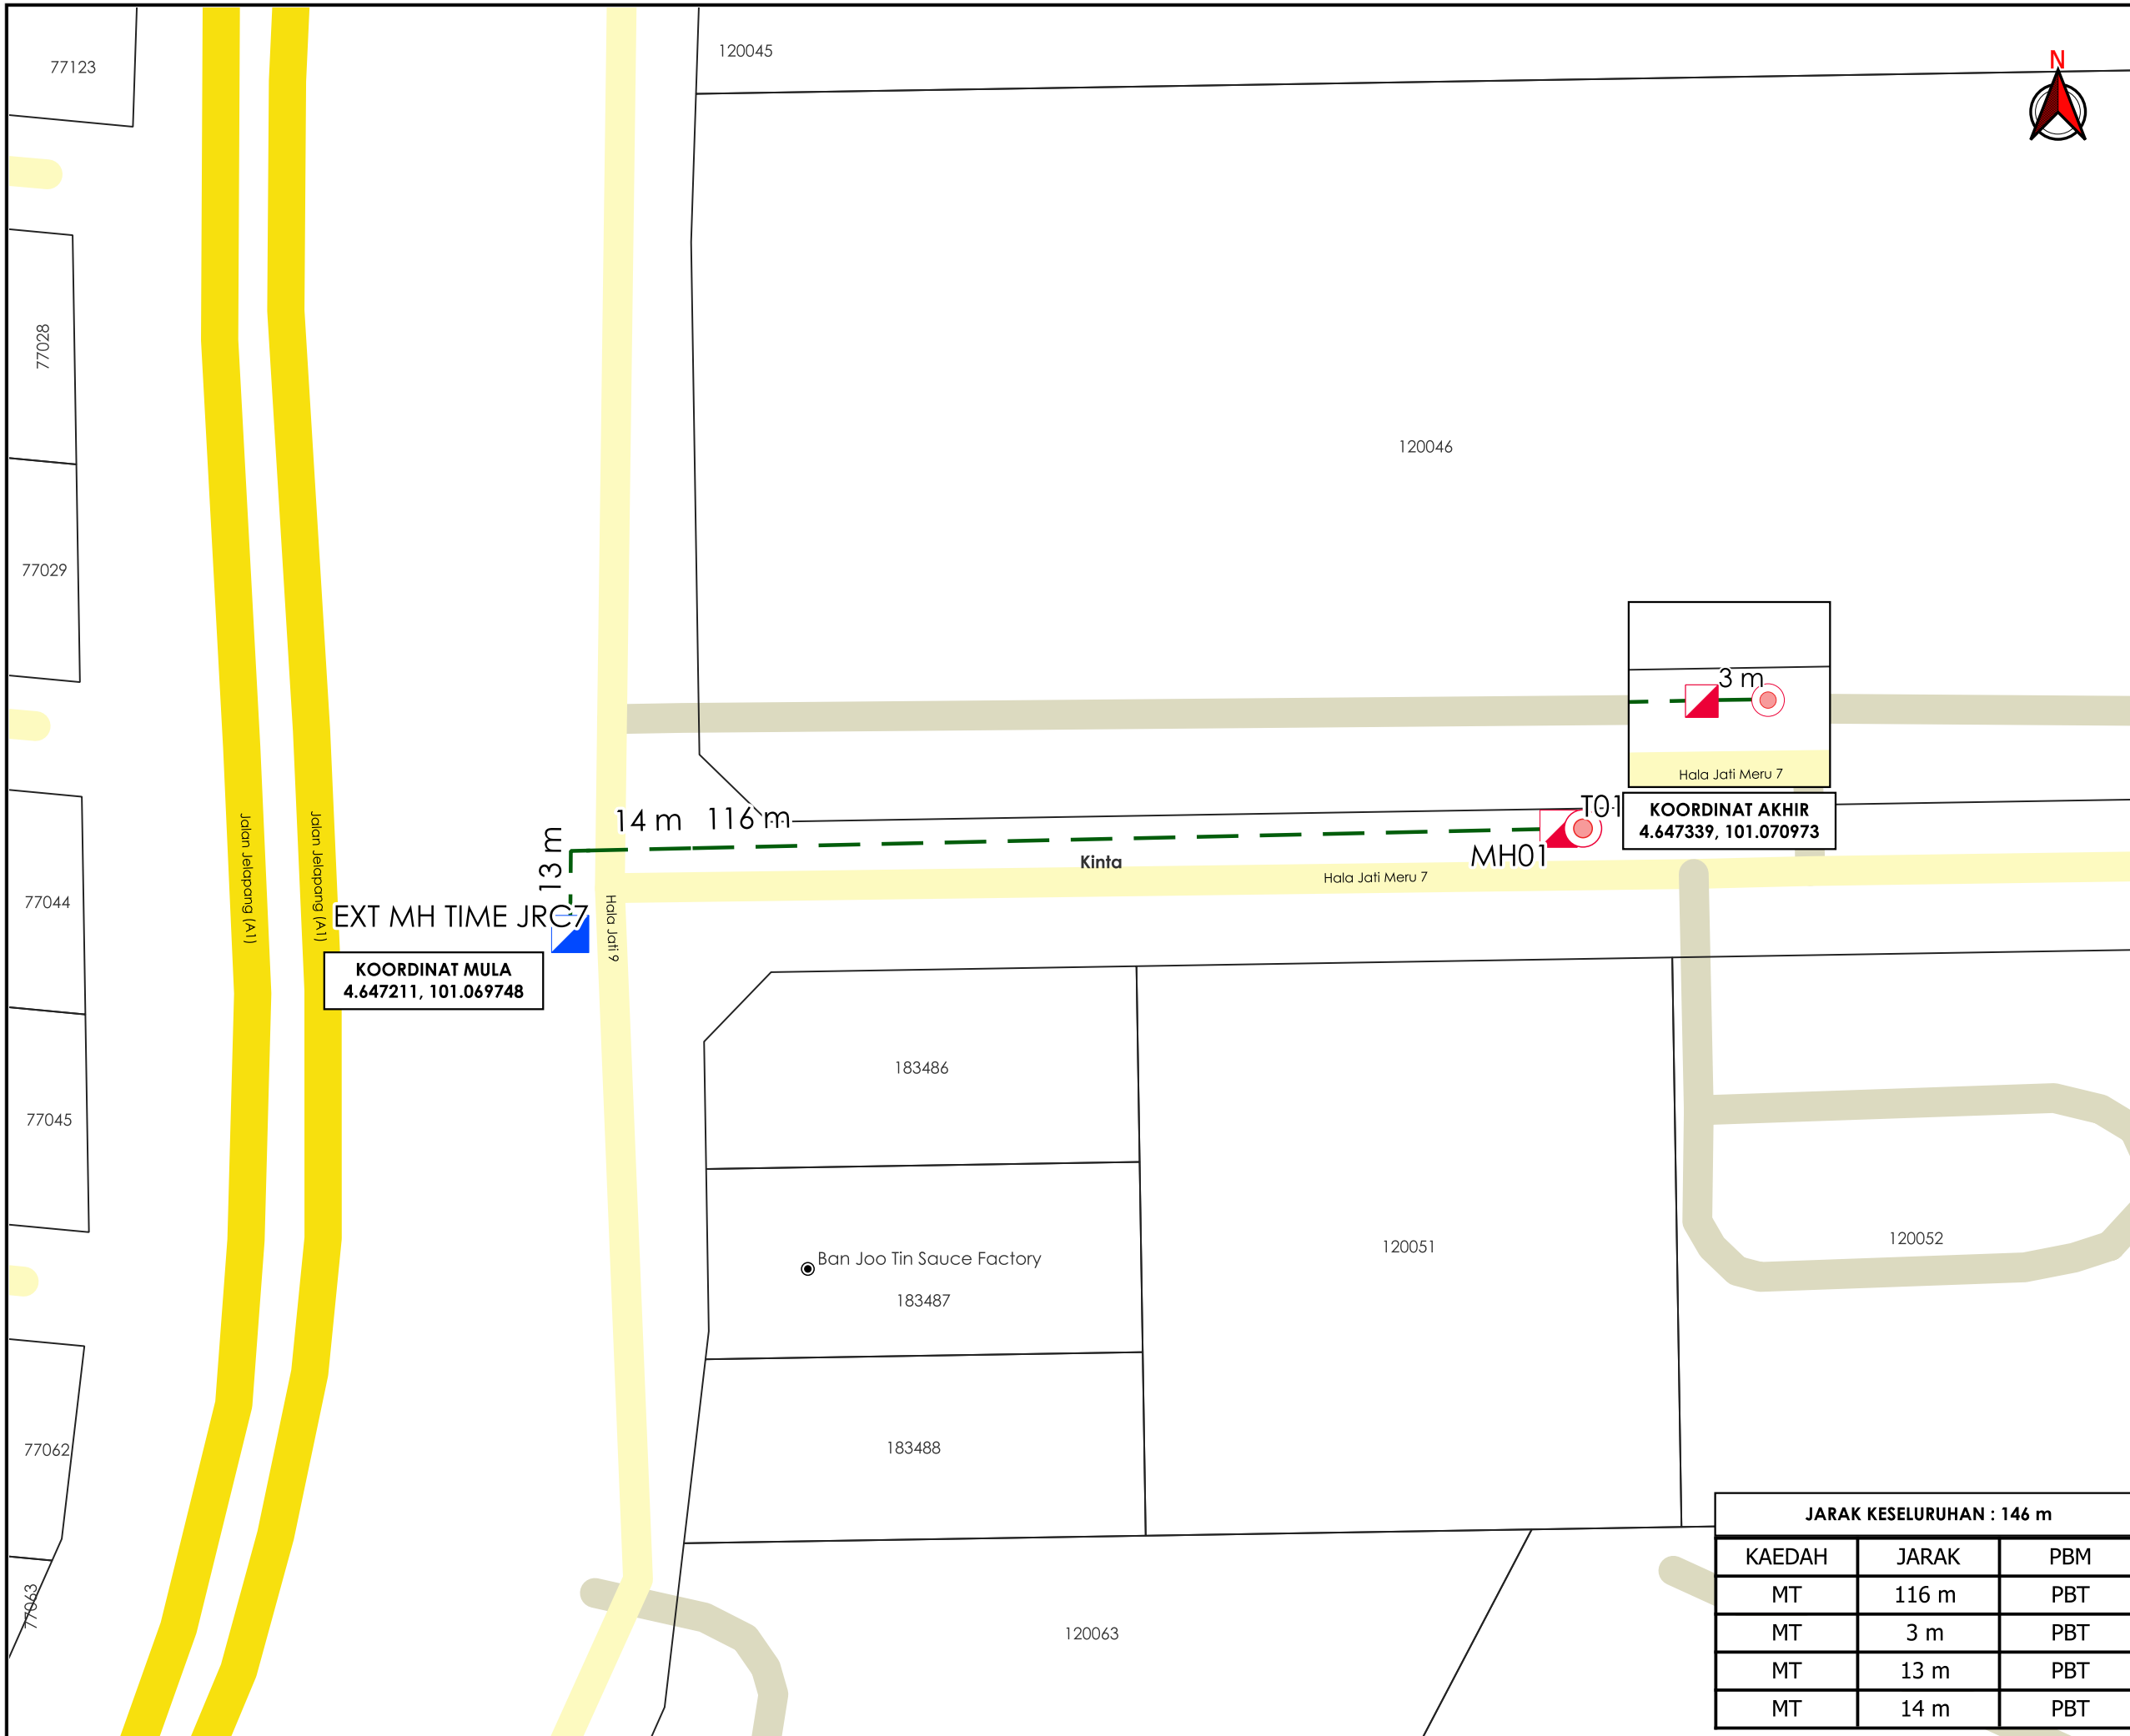 77123
120045
N
77028
120046
77029
3 m
Hala Jati Meru 7
T01
KOORDINAT AKHIR
4.647339, 101.070973
14 m
116 m
13 m
MH01
Kinta
Hala Jati Meru 7
Jalan Jelapang (A1)
Jalan Jelapang (A1)
77044
EXT MH TIME JRC7
Hala Jati 9
KOORDINAT MULA
4.647211, 101.069748
183486
77045
120051
120052
Ban Joo Tin Sauce Factory
183487
77062
183488
77063
120063
JARAK KESELURUHAN : 146 m
KAEDAH JARAK PBM
MT 116 m PBT
MT 3 m PBT
MT 13 m PBT
MT 14 m PBT